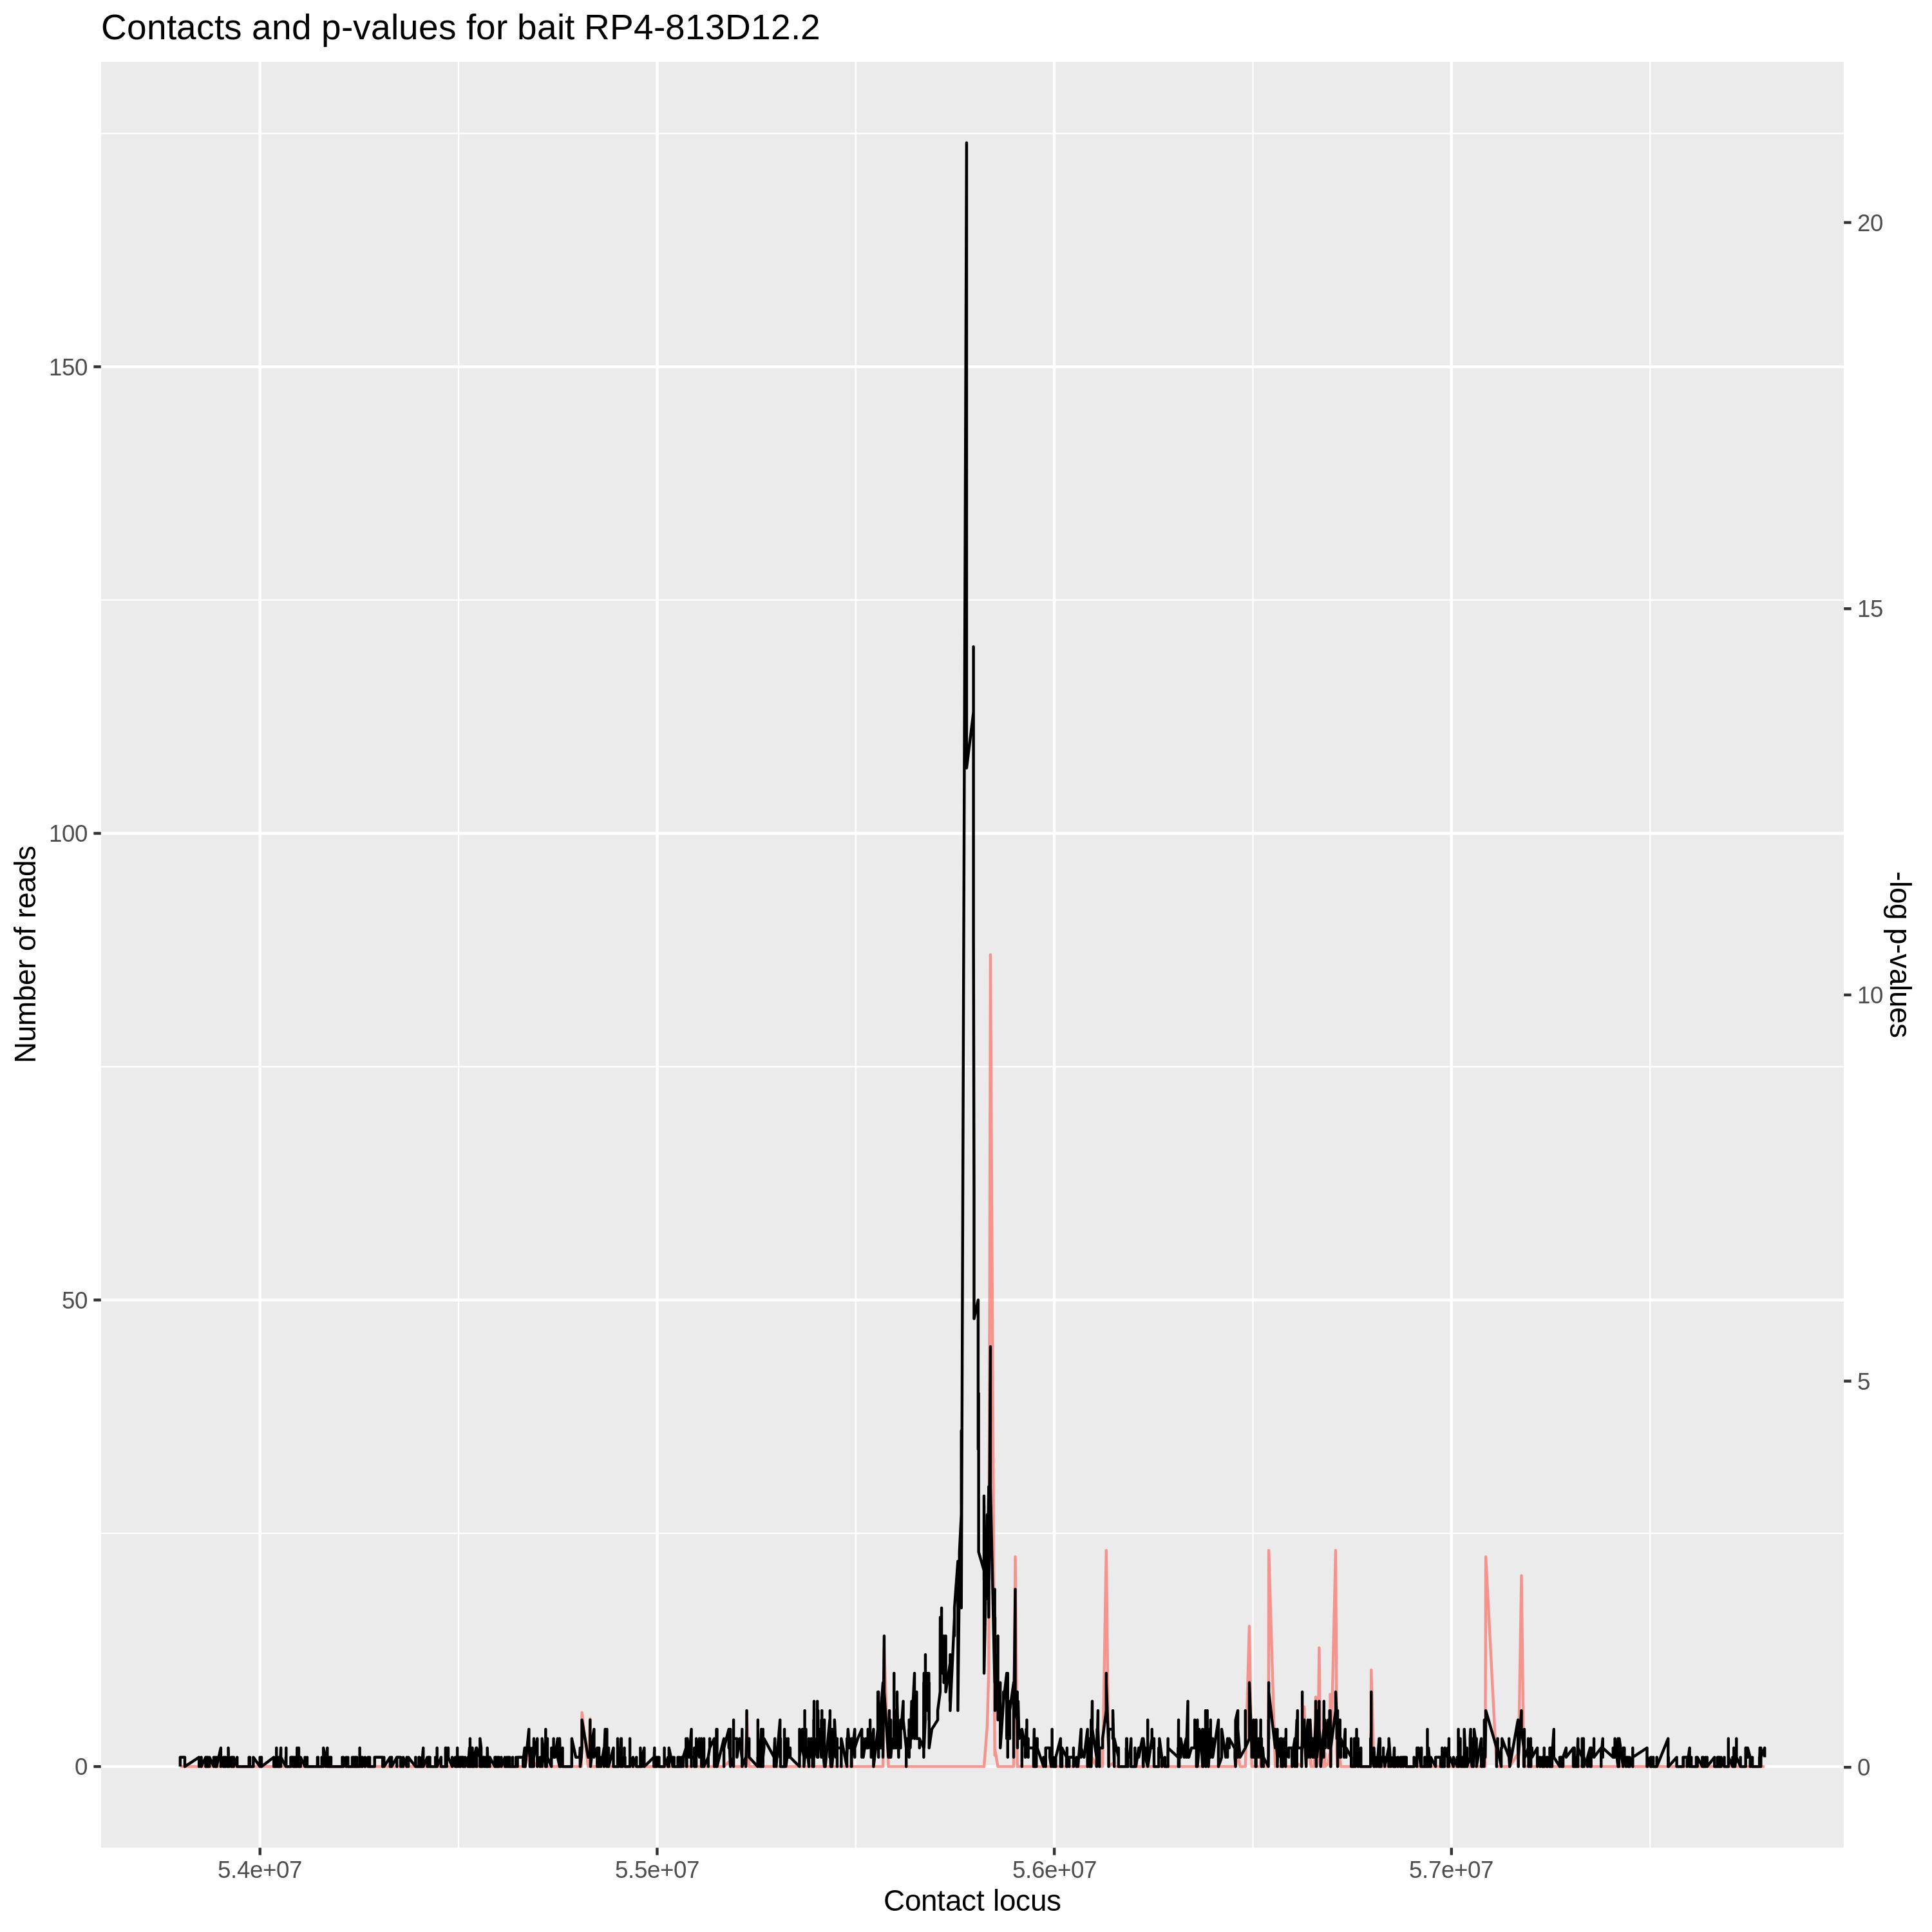 Contacts and p-values for bait RP4-813D12.2
150
100
50
0
Number of reads
20
15
10
5
0
-log p-values
5.4e+07
5.5e+07
5.6e+07
5.7e+07
Contact locus